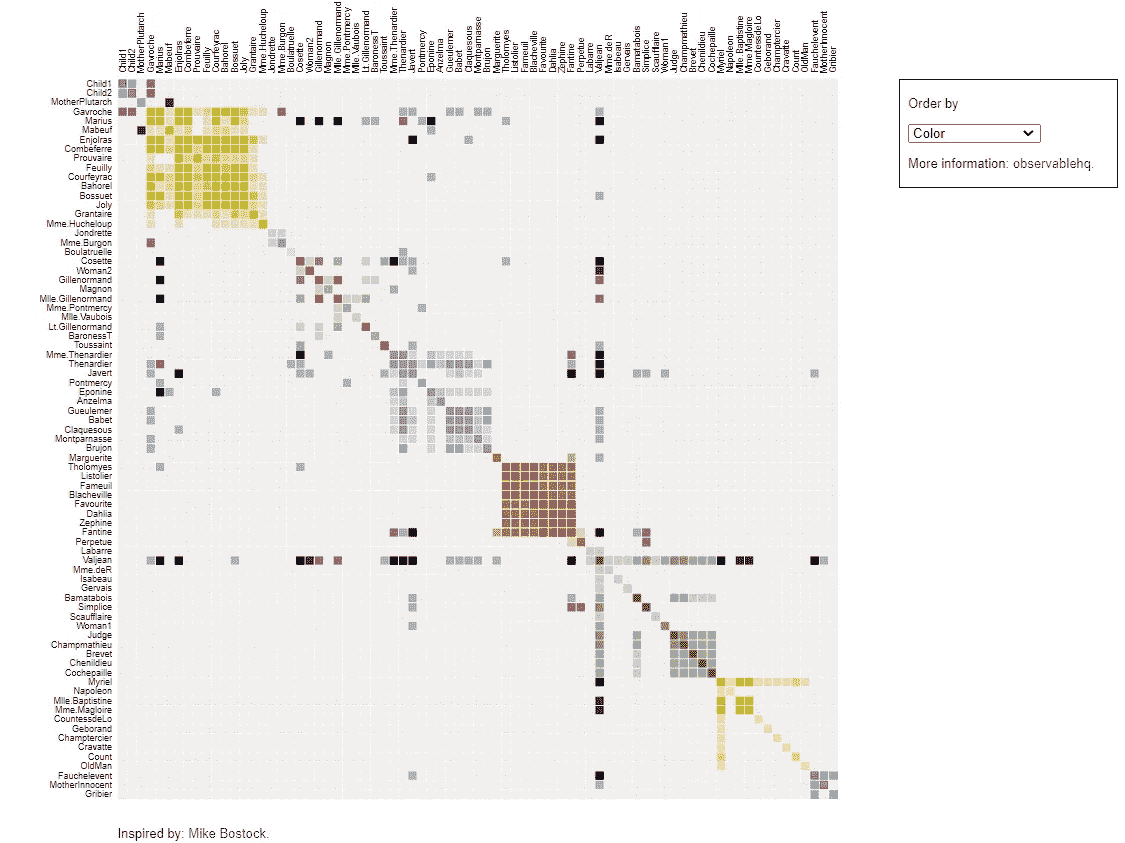 Child1 Child2 MotherPlutarch Gavroche Marius Mabeuf Enjolras Combeferre Prouvaire Feuilly Courfeyrac Bahorel Bossuet Joly Grantaire Mme.Hucheloup Jondrette Mme.Burgon Boulatruelle Cosette Woman2 Gillenormand Magnon Mlle.Gillenormand Mme.Pontmercy Mlle.Vaubois Lt.Gillenormand BaronessT Toussaint Mme.Thenardier Thenardier Javert Pontmercy Eponine Anzelma Gueulemer Babet Claquesous Montparnasse Brujon Marguerite Tholomyes Listolier Fameuil Blacheville Favourite Dahlia Zephine Fantine Perpetue Labarre Valjean Mme.deR Isabeau Gervais Bamatabois Simplice Scaufflaire Woman1 Judge Champmathieu Brevet Chenildieu Cochepaille Myriel Napoleon Mlle.Baptistine Mme.Magloire CountessdeLo Geborand Champtercier Cravatte Count OldMan Fauchelevent MotherInnocent Gribier
Child1
Child2
MotherPlutarch
Gavroche
Marius
Mabeuf
Enjolras
Combeferre
Prouvaire
Feuilly
Courfeyrac
Bahorel
Bossuet
Joly
Grantaire
Mme.Hucheloup
Jondrette
Mme.Burgon
Boulatruelle
Cosette
Woman2
Gillenormand
Magnon
Mlle.Gillenormand
Mme.Pontmercy
Mlle.Vaubois
Lt.Gillenormand
BaronessT
Toussaint
Mme.Thenardier
Thenardier
Javert
Pontmercy
Eponine
Anzelma
Gueulemer
Babet
Claquesous
Montparnasse
Brujon
Marguerite
Tholomyes
Listolier
Fameuil
Blacheville
Favourite
Dahlia
Zephine
Fantine
Perpetue
Labarre
Valjean
Mme.deR
Isabeau
Gervais
Bamatabois
Simplice
Scaufflaire
Woman1
Judge
Champmathieu
Brevet
Chenildieu
Cochepaille
Myriel
Napoleon
Mlle.Baptistine
Mme.Magloire
CountessdeLo
Geborand
Champtercier
Cravatte
Count
OldMan
Fauchelevent
MotherInnocent
Gribier
Order by
Color
More information: observablehq.
Inspired by: Mike Bostock.